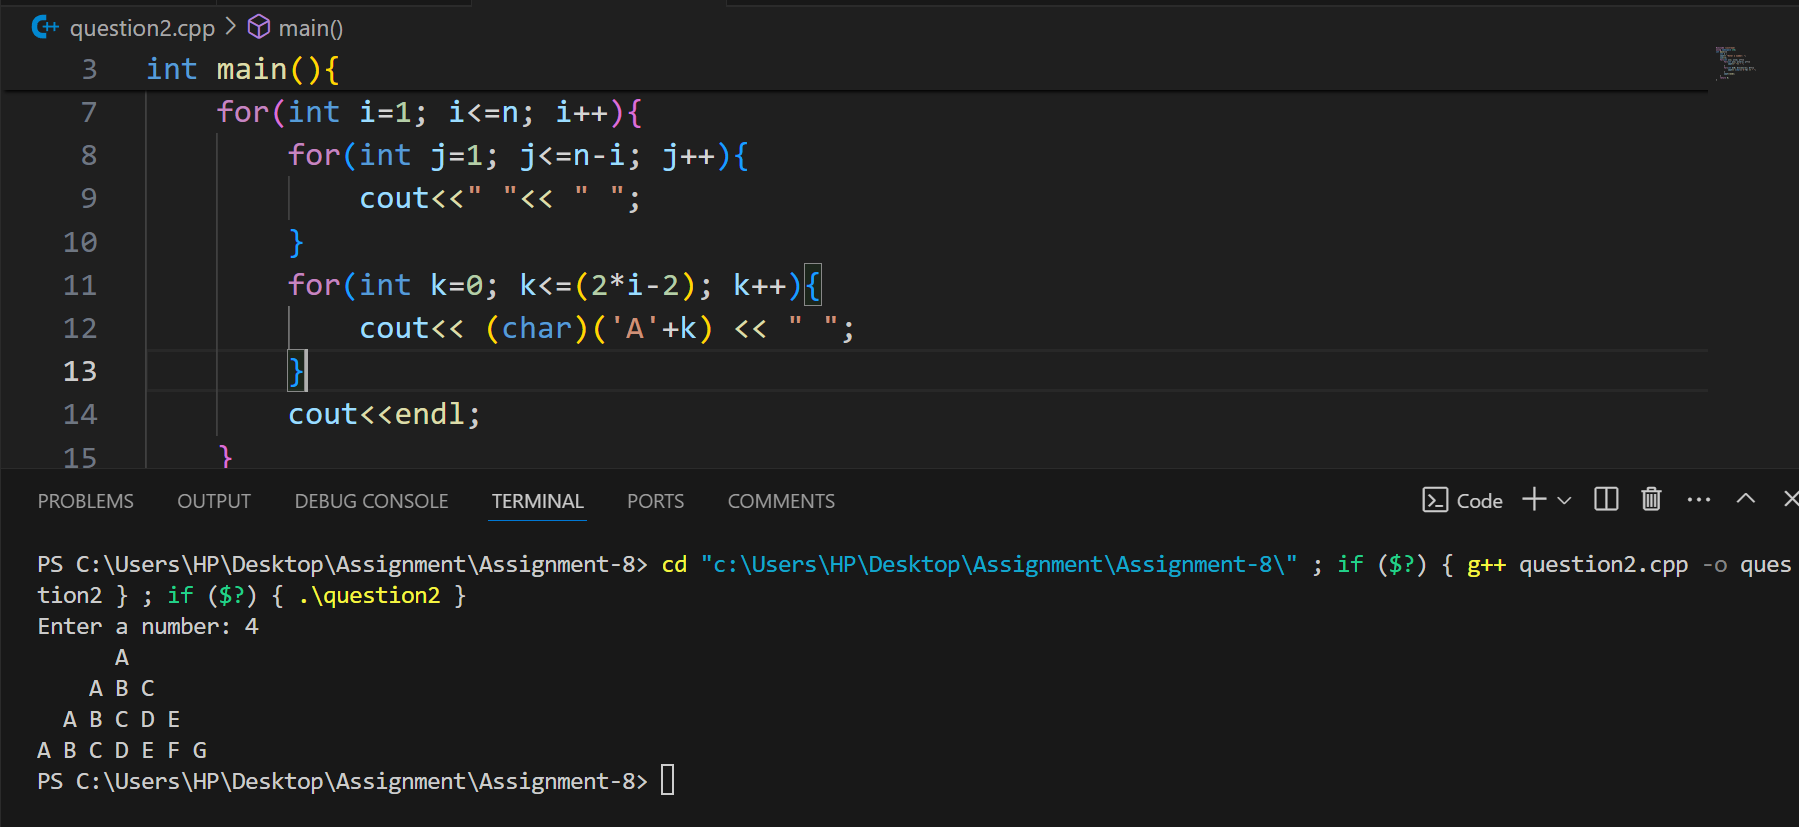 question2.cpp > main()
3 int main(){
7 for(int i=1; i<=n; i++){
8 for(int j=1; j<=n-i; j++){
9 cout<<" "<< " ";
10 }
11 for(int k=0; k<=(2*i-2); k++){
12 cout<< (char)('A'+k) << " ";
13 }
14 cout<<endl;
15 }
PROBLEMS OUTPUT DEBUG CONSOLE TERMINAL PORTS COMMENTS Code
PS C:\Users\HP\Desktop\Assignment\Assignment-8> cd "c:\Users\HP\Desktop\Assignment\Assignment-8\" ; if ($?) { g++ question2.cpp -o ques
tion2 } ; if ($?) { .\question2 }
Enter a number: 4
A
A B C
A B C D E
A B C D E F G
PS C:\Users\HP\Desktop\Assignment\Assignment-8>